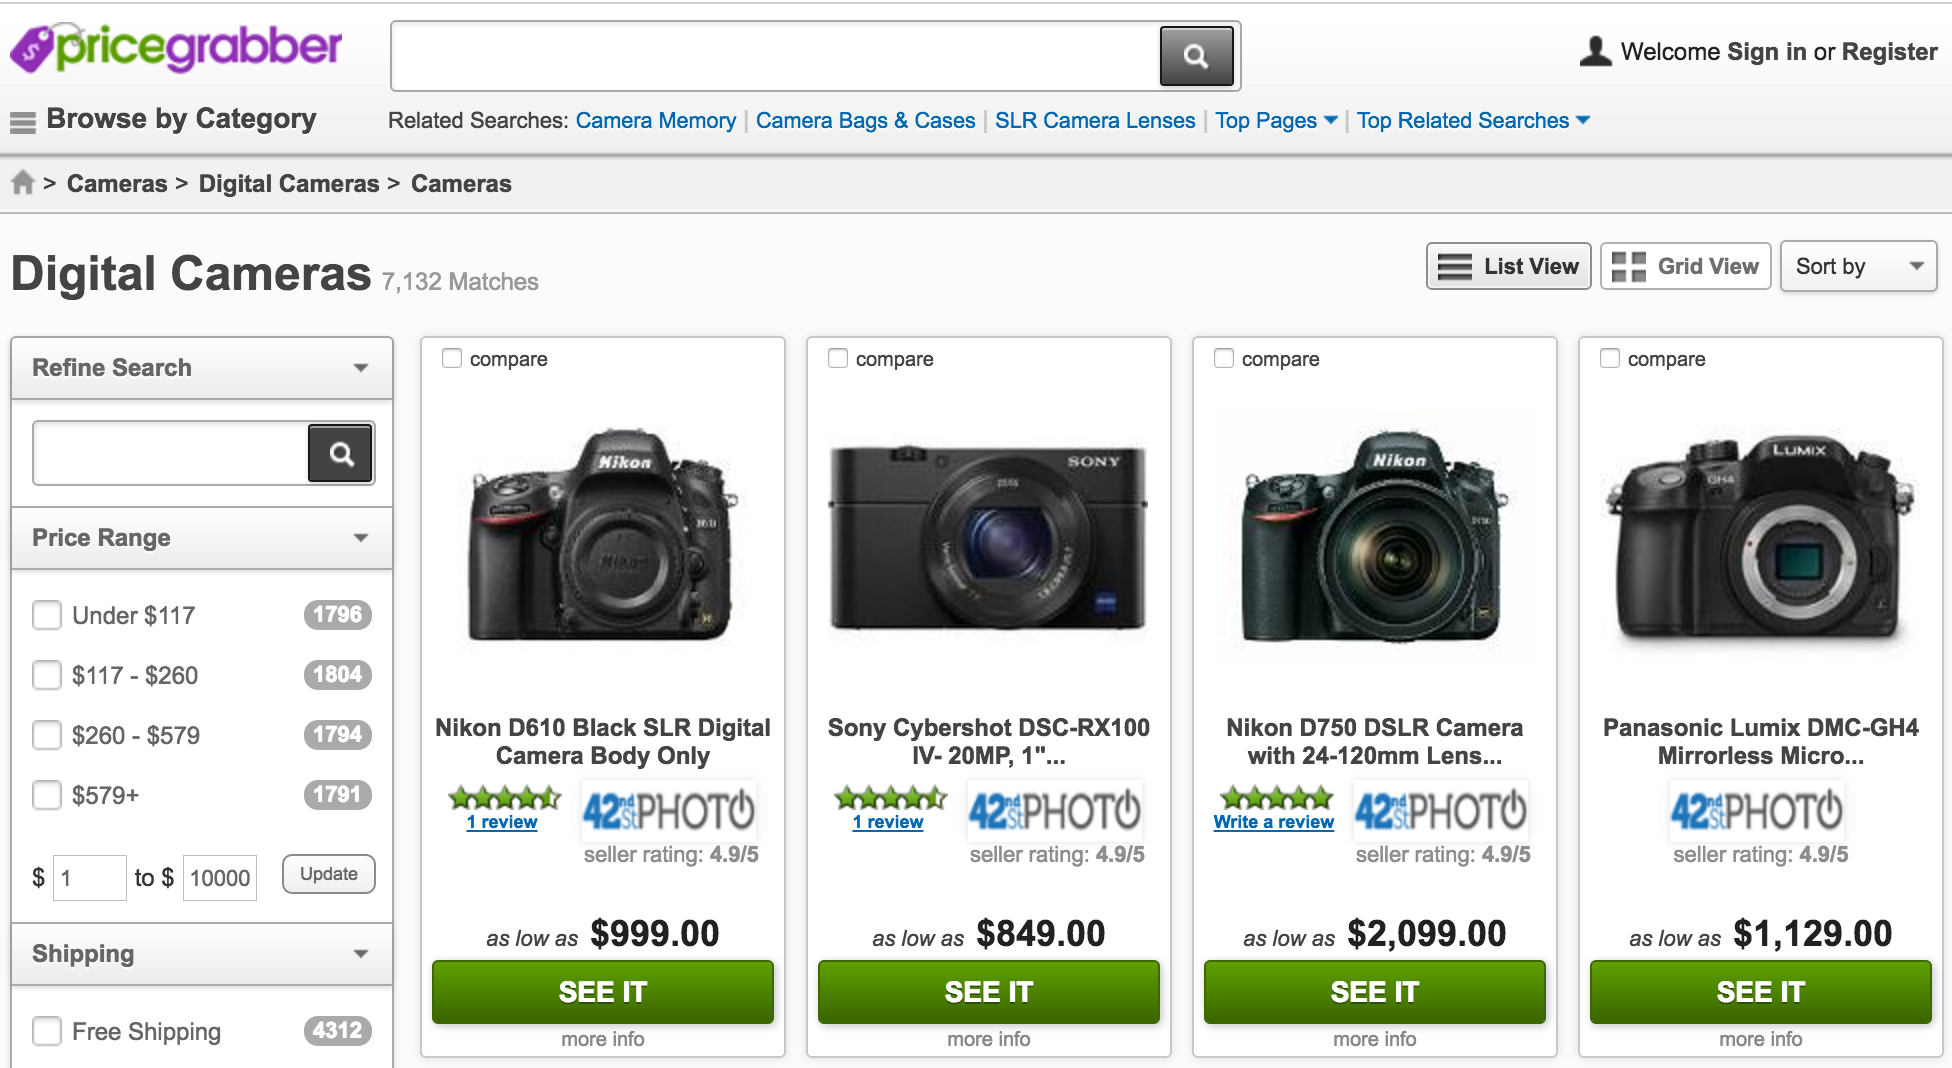 pricegrabber
Welcome Sign in or Register
Browse by Category
Related Searches: Camera Memory | Camera Bags & Cases | SLR Camera Lenses | Top Pages | Top Related Searches
> Cameras > Digital Cameras > Cameras
Digital Cameras 7,132 Matches
List View
Grid View
Sort by
Refine Search
Price Range
Under $117 1796
$117 - $260 1804
$260 - $579 1794
$579+ 1791
$ 1 to $ 10000 Update
Shipping
Free Shipping 4312
compare
Nikon
Nikon
Nikon D610 Black SLR Digital
Camera Body Only
1 review
42nd St PHOTO
seller rating: 4.9/5
as low as $999.00
SEE IT
more info
compare
SONY
Sony Cybershot DSC-RX100
IV- 20MP, 1"...
1 review
42nd St PHOTO
seller rating: 4.9/5
as low as $849.00
SEE IT
more info
compare
Nikon
Nikon D750 DSLR Camera
with 24-120mm Lens...
Write a review
42nd St PHOTO
seller rating: 4.9/5
as low as $2,099.00
SEE IT
more info
compare
LUMIX
GH4
Panasonic Lumix DMC-GH4
Mirrorless Micro...
42nd St PHOTO
seller rating: 4.9/5
as low as $1,129.00
SEE IT
more info